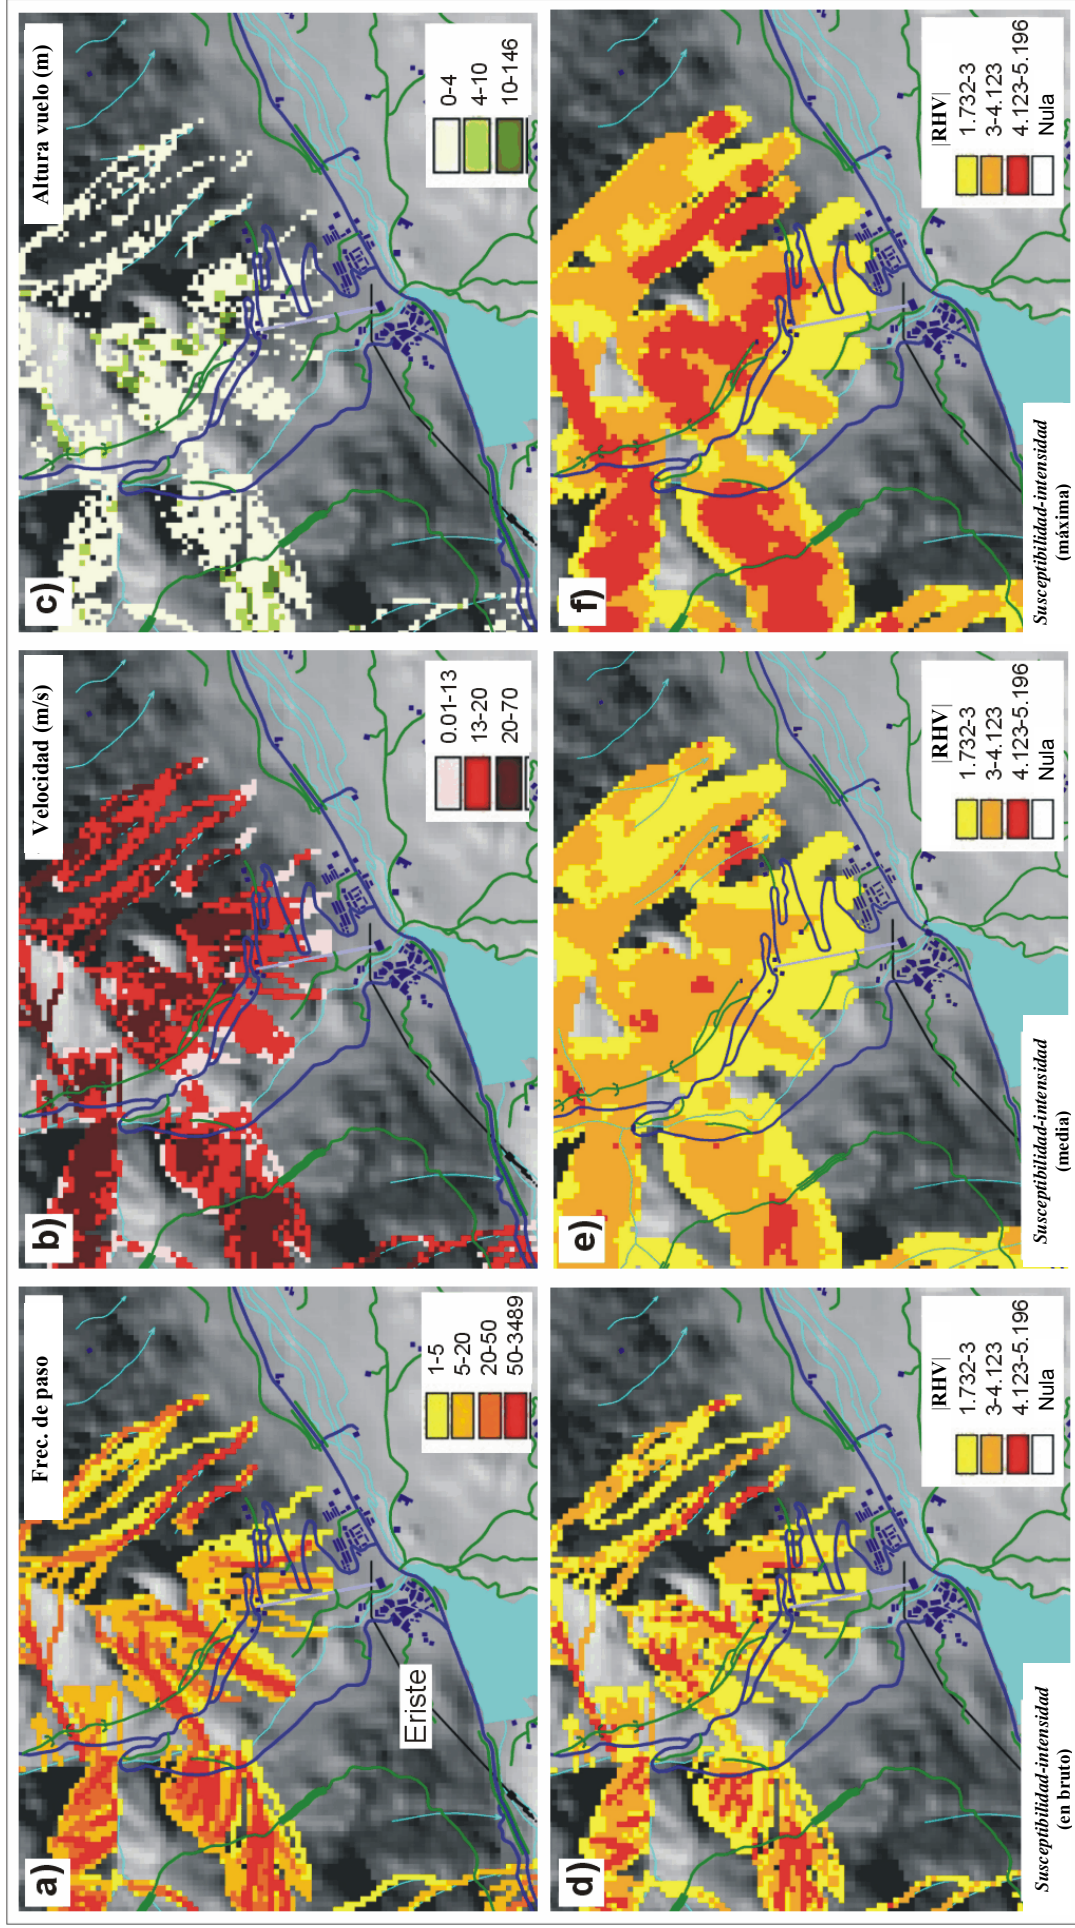 a)
Frec. de paso
1-5
5-20
20-50
50-3489
Eriste
b)
Velocidad (m/s)
0.01-13
13-20
20-70
c)
Altura vuelo (m)
0-4
4-10
10-146
d)
|RHV|
1.732-3
3-4.123
4.123-5.196
Nula
Susceptibilidad-intensidad
(en bruto)
e)
|RHV|
1.732-3
3-4.123
4.123-5.196
Nula
Susceptibilidad-intensidad
(media)
f)
|RHV|
1.732-3
3-4.123
4.123-5.196
Nula
Susceptibilidad-intensidad
(máxima)